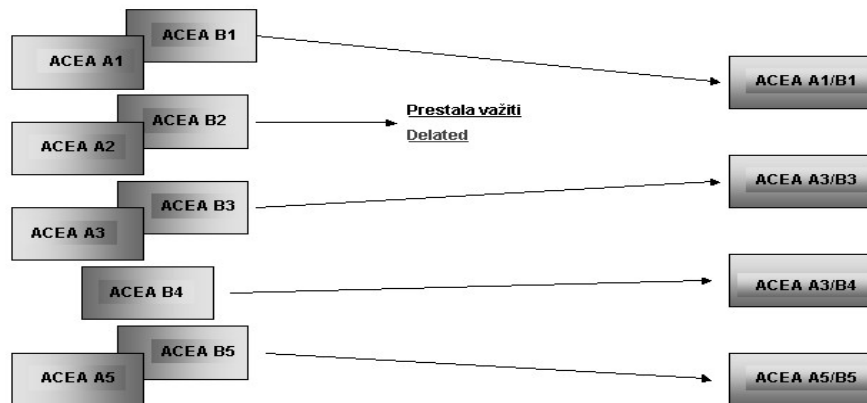 ACEA B1
ACEA A1
ACEA A1/B1
ACEA B2
ACEA A2
Prestala važiti
Delated
ACEA B3
ACEA A3
ACEA A3/B3
ACEA B4
ACEA A3/B4
ACEA B5
ACEA A5
ACEA A5/B5